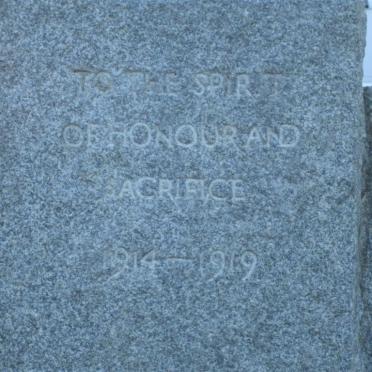 TO THE SPIRIT
OF HONOUR AND
SACRIFICE
1914—1919